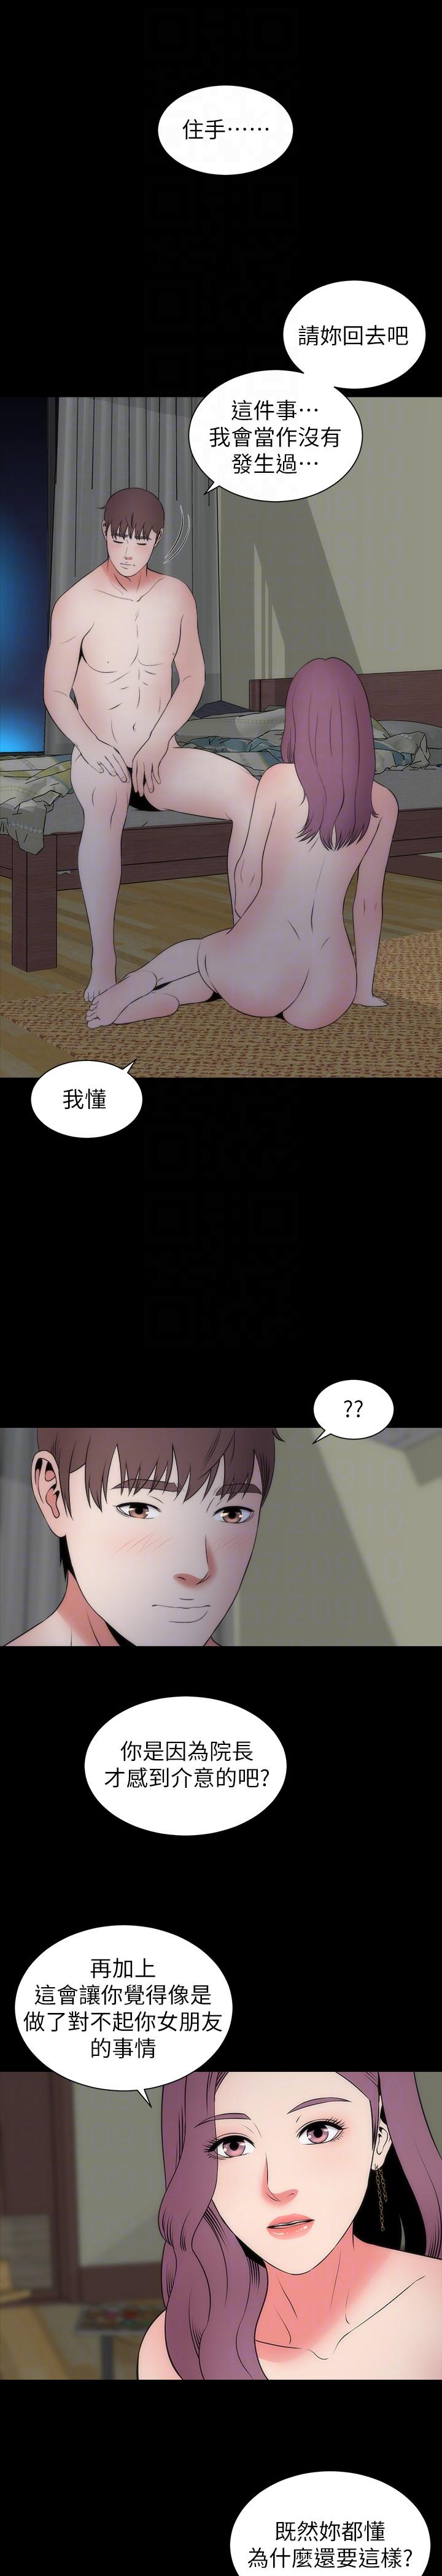 住手⋯⋯
請妳回去吧
這件事⋯
我會當作沒有
發生過⋯
我懂
??
你是因為院長
才感到介意的吧?
再加上
這會讓你覺得像是
做了對不起你女朋友
的事情
既然妳都懂
為什麼還要這樣?